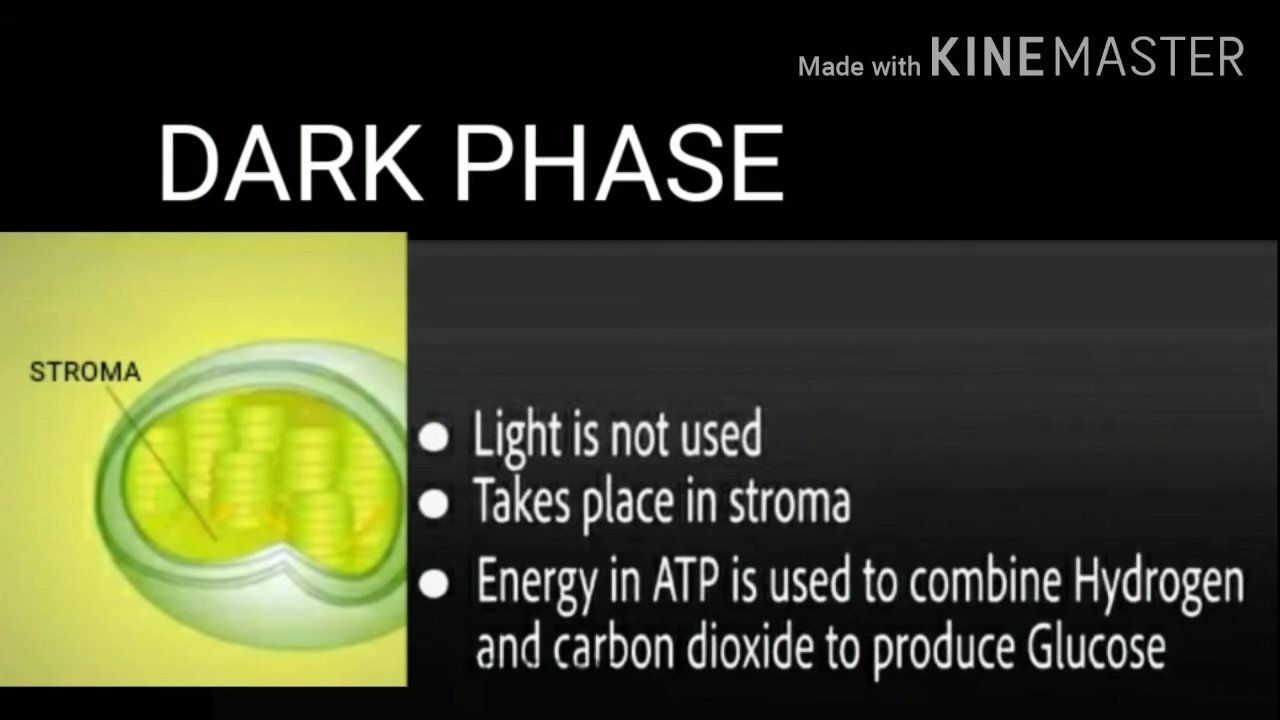 Made with KINEMASTER
DARK PHASE
STROMA
● Light is not used
● Takes place in stroma
● Energy in ATP is used to combine Hydrogen
and carbon dioxide to produce Glucose